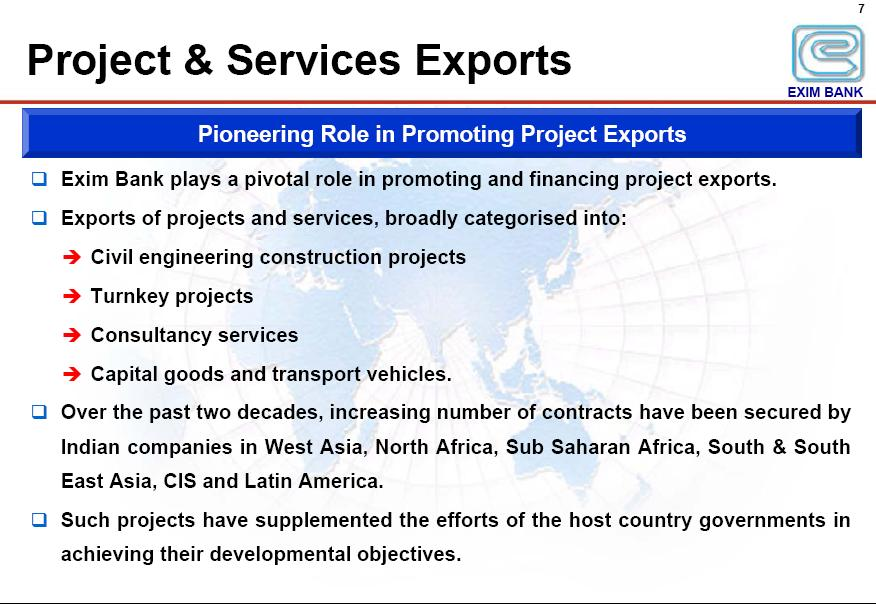 7
Project & Services Exports
EXIM BANK
Pioneering Role in Promoting Project Exports
Exim Bank plays a pivotal role in promoting and financing project exports.
Exports of projects and services, broadly categorised into:
Civil engineering construction projects
Turnkey projects
Consultancy services
Capital goods and transport vehicles.
Over the past two decades, increasing number of contracts have been secured by
Indian companies in West Asia, North Africa, Sub Saharan Africa, South & South
East Asia, CIS and Latin America.
Such projects have supplemented the efforts of the host country governments in
achieving their developmental objectives.